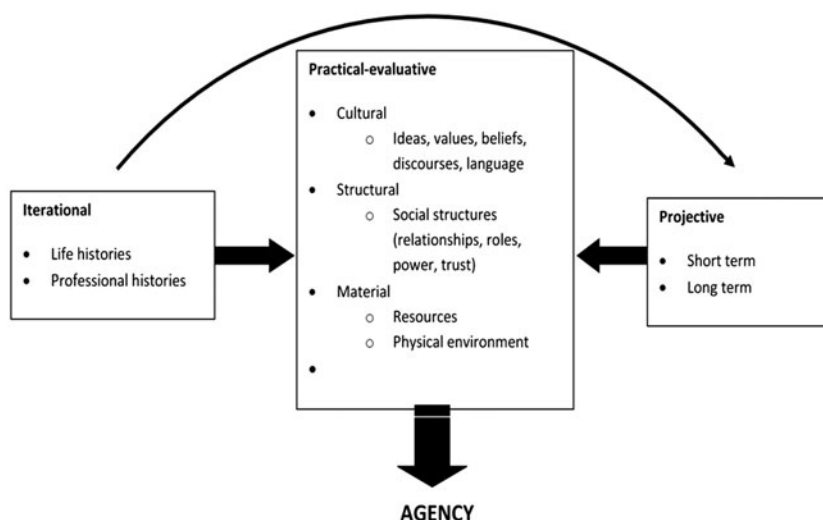 Practical-evaluative
• Cultural
o Ideas, values, beliefs,
discourses, language
• Structural
o Social structures
(relationships, roles,
power, trust)
• Material
o Resources
o Physical environment
•
Iterational
• Life histories
• Professional histories
Projective
• Short term
• Long term
AGENCY